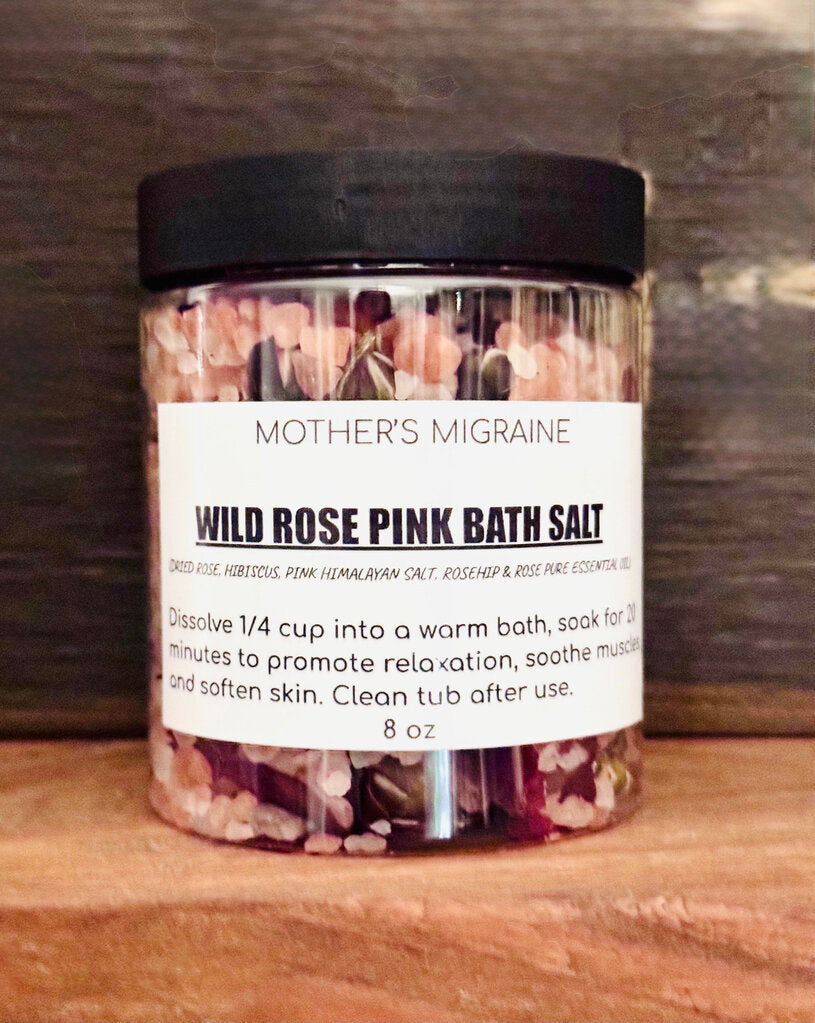 MOTHER'S MIGRAINE
WILD ROSE PINK BATH SALT
(DRIED ROSE, HIBISCUS, PINK HIMALAYAN SALT, ROSEHIP & ROSE PURE ESSENTIAL OIL)
Dissolve 1/4 cup into a warm bath, soak for 20
minutes to promote relaxation, soothe muscles,
and soften skin. Clean tub after use.
8 oz